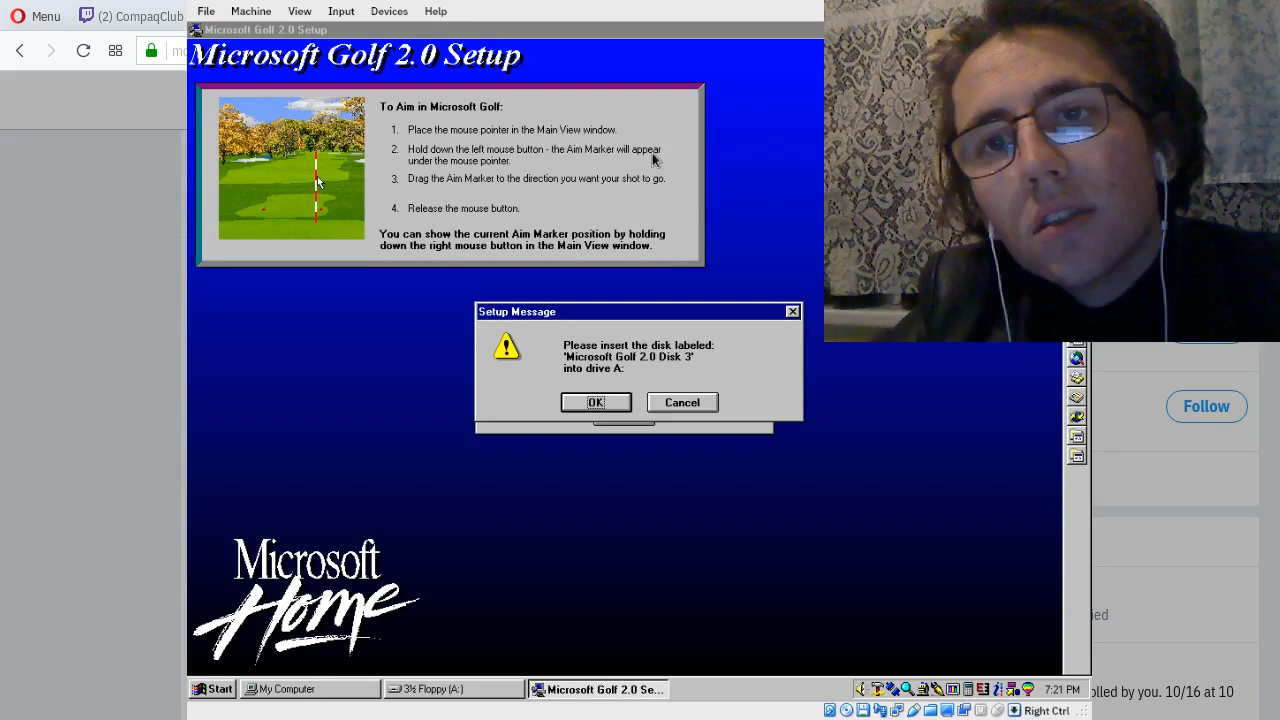 Menu
(2) CompaqClub
File Machine View Input Devices Help
Microsoft Golf 2.0 Setup
Microsoft Golf 2.0 Setup
To Aim in Microsoft Golf:
1. Place the mouse pointer in the Main View window.
2. Hold down the left mouse button - the Aim Marker will appear
under the mouse pointer.
3. Drag the Aim Marker to the direction you want your shot to go.
4. Release the mouse button.
You can show the current Aim Marker position by holding
down the right mouse button in the Main View window.
Setup Message
Please insert the disk labeled:
'Microsoft Golf 2.0 Disk 3'
into drive A:
OK Cancel
Follow
Microsoft
Home
Start My Computer 3½ Floppy (A:) Microsoft Golf 2.0 Se... 7:21 PM
olled by you. 10/16 at 10
Right Ctrl